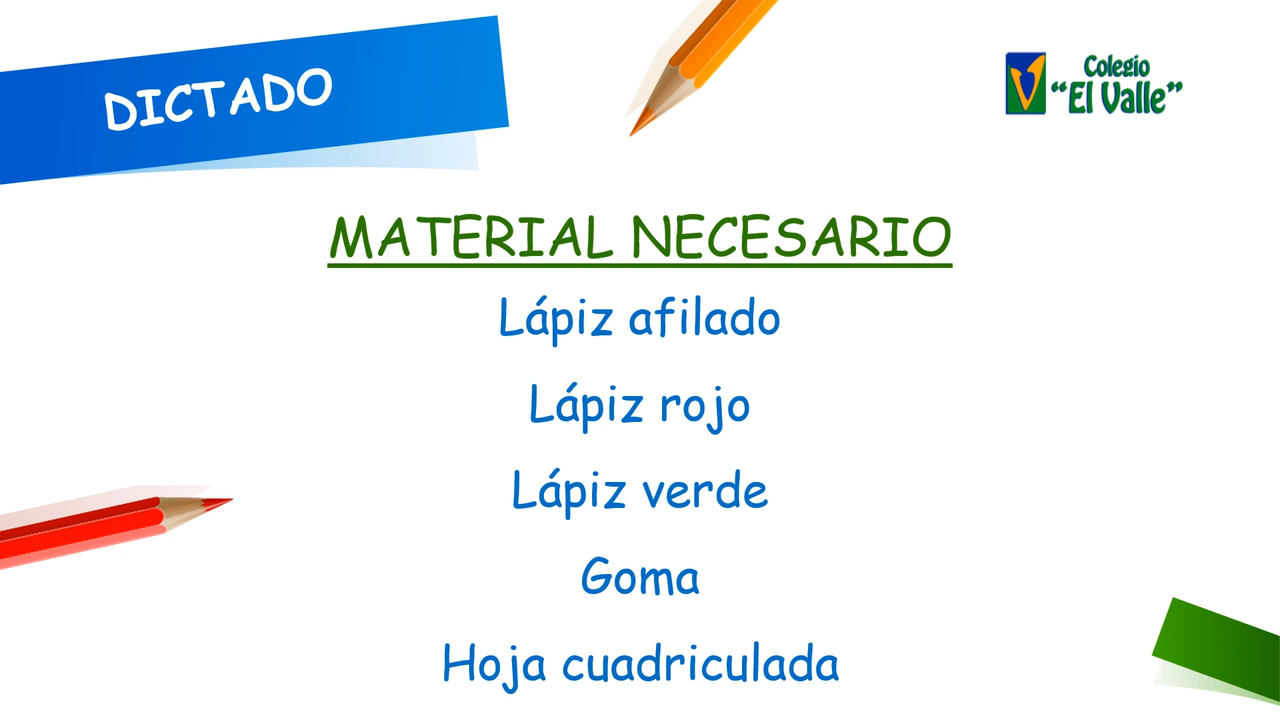 DICTADO
Colegio
“El Valle”
MATERIAL NECESARIO
Lápiz afilado
Lápiz rojo
Lápiz verde
Goma
Hoja cuadriculada